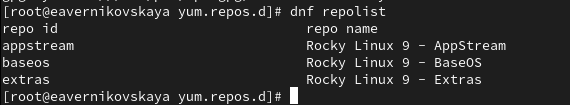 [root@eavernikovskaya yum.repos.d]# dnf repolist
repo id repo name
appstream Rocky Linux 9 - AppStream
baseos Rocky Linux 9 - BaseOS
extras Rocky Linux 9 - Extras
[root@eavernikovskaya yum.repos.d]#